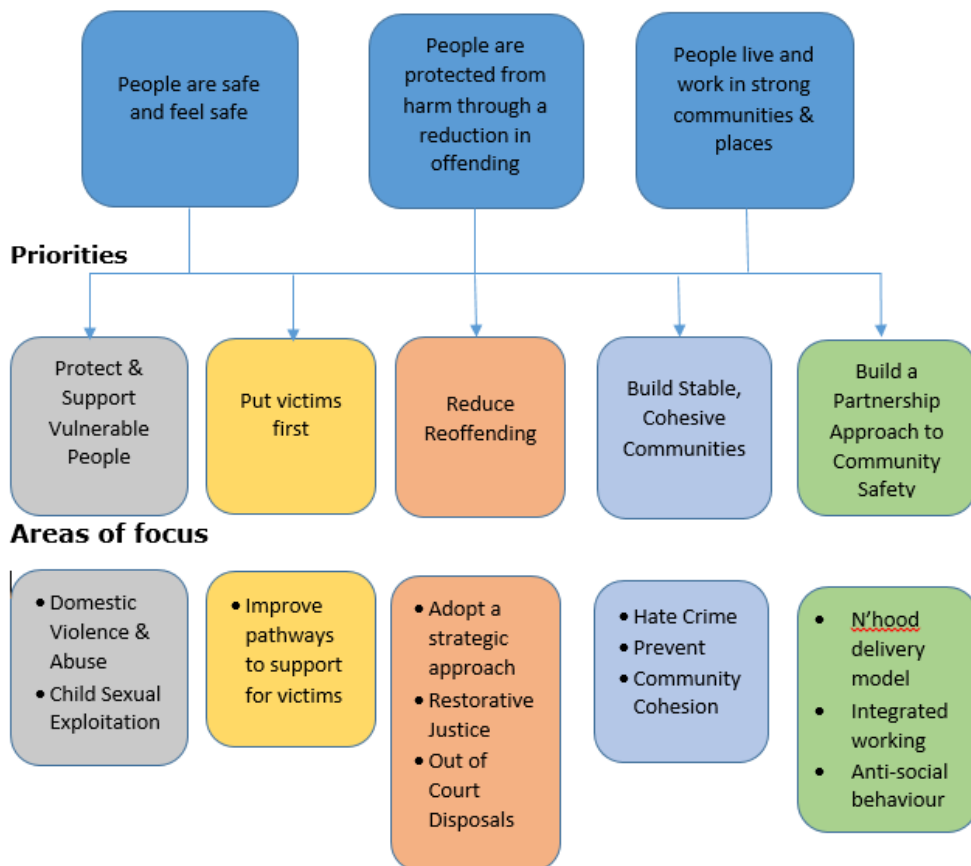 People are safe
and feel safe
People are
protected from
harm through a
reduction in
offending
People live and
work in strong
communities &
places
Priorities
Protect &
Support
Vulnerable
People
Put victims
first
Reduce
Reoffending
Build Stable,
Cohesive
Communities
Build a
Partnership
Approach to
Community
Safety
Areas of focus
• Domestic
Violence &
Abuse
• Child Sexual
Exploitation
• Improve
pathways
to support
for victims
• Adopt a
strategic
approach
• Restorative
Justice
• Out of
Court
Disposals
• Hate Crime
• Prevent
• Community
Cohesion
• N'hood
delivery
model
• Integrated
working
• Anti-social
behaviour